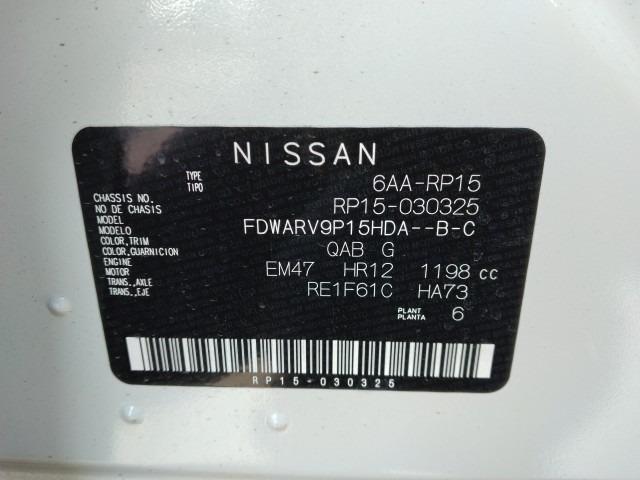 NISSAN
TYPE 6AA-RP15
TIPO
CHASSIS NO. RP15-030325
NO DE CHASIS
MODEL FDWARV9P15HDA--B-C
MODELO
COLOR,TRIM QAB G
COLOR,GUARNICION
ENGINE EM47 HR12 1198 cc
MOTOR
TRANS.,AXLE RE1F61C HA73
TRANS.,EJE
PLANT 6
PLANTA
RP15-030325